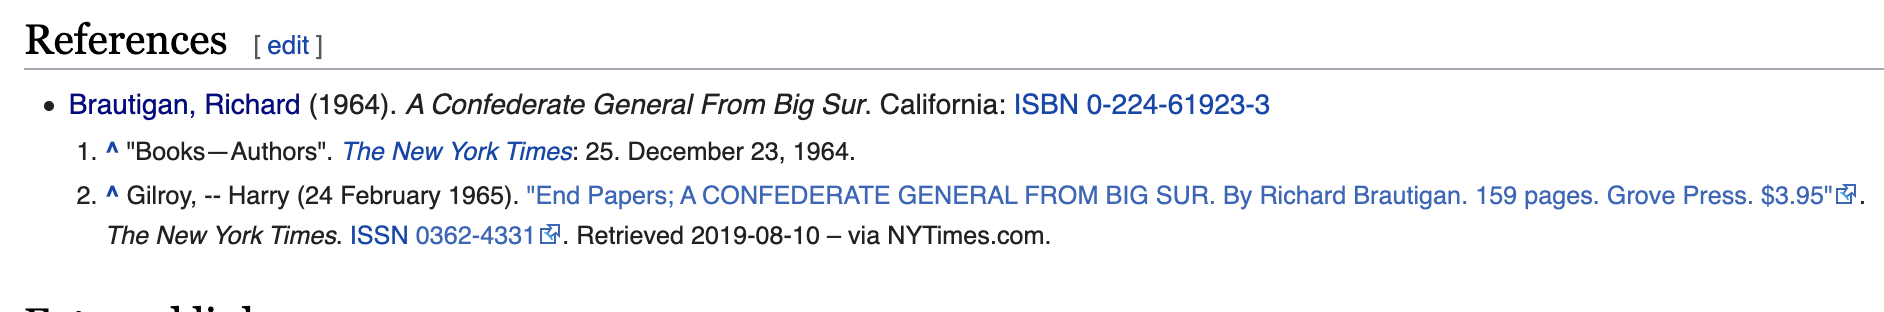 References [ edit ]
• Brautigan, Richard (1964). A Confederate General From Big Sur. California: ISBN 0-224-61923-3
1. ^ "Books—Authors". The New York Times: 25. December 23, 1964.
2. ^ Gilroy, -- Harry (24 February 1965). "End Papers; A CONFEDERATE GENERAL FROM BIG SUR. By Richard Brautigan. 159 pages. Grove Press. $3.95".
The New York Times. ISSN 0362-4331. Retrieved 2019-08-10 – via NYTimes.com.